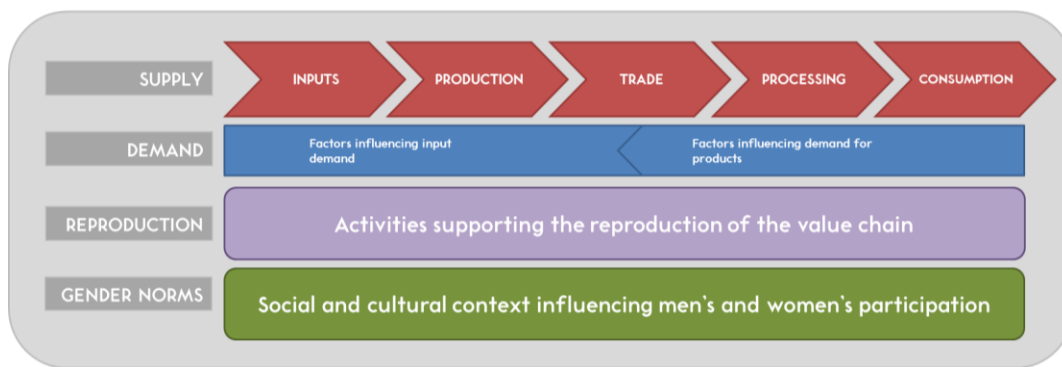 SUPPLY
INPUTS
PRODUCTION
TRADE
PROCESSING
CONSUMPTION
DEMAND
Factors influencing input
demand
Factors influencing demand for
products
REPRODUCTION
Activities supporting the reproduction of the value chain
GENDER NORMS
Social and cultural context influencing men's and women's participation